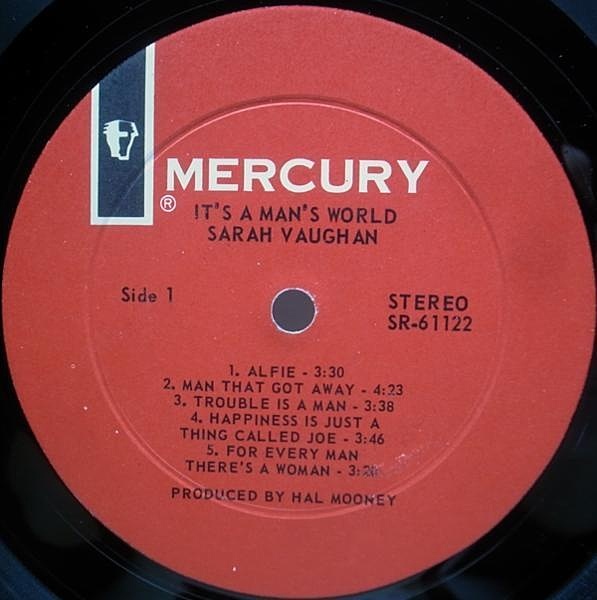 MERCURY
®
IT'S A MAN'S WORLD
SARAH VAUGHAN
Side 1
STEREO
SR-61122
1. ALFIE - 3:30
2. MAN THAT GOT AWAY - 4:23
3. TROUBLE IS A MAN - 3:38
4. HAPPINESS IS JUST A
THING CALLED JOE - 3:46
5. FOR EVERY MAN
THERE'S A WOMAN -
PRODUCED BY HAL MOONEY